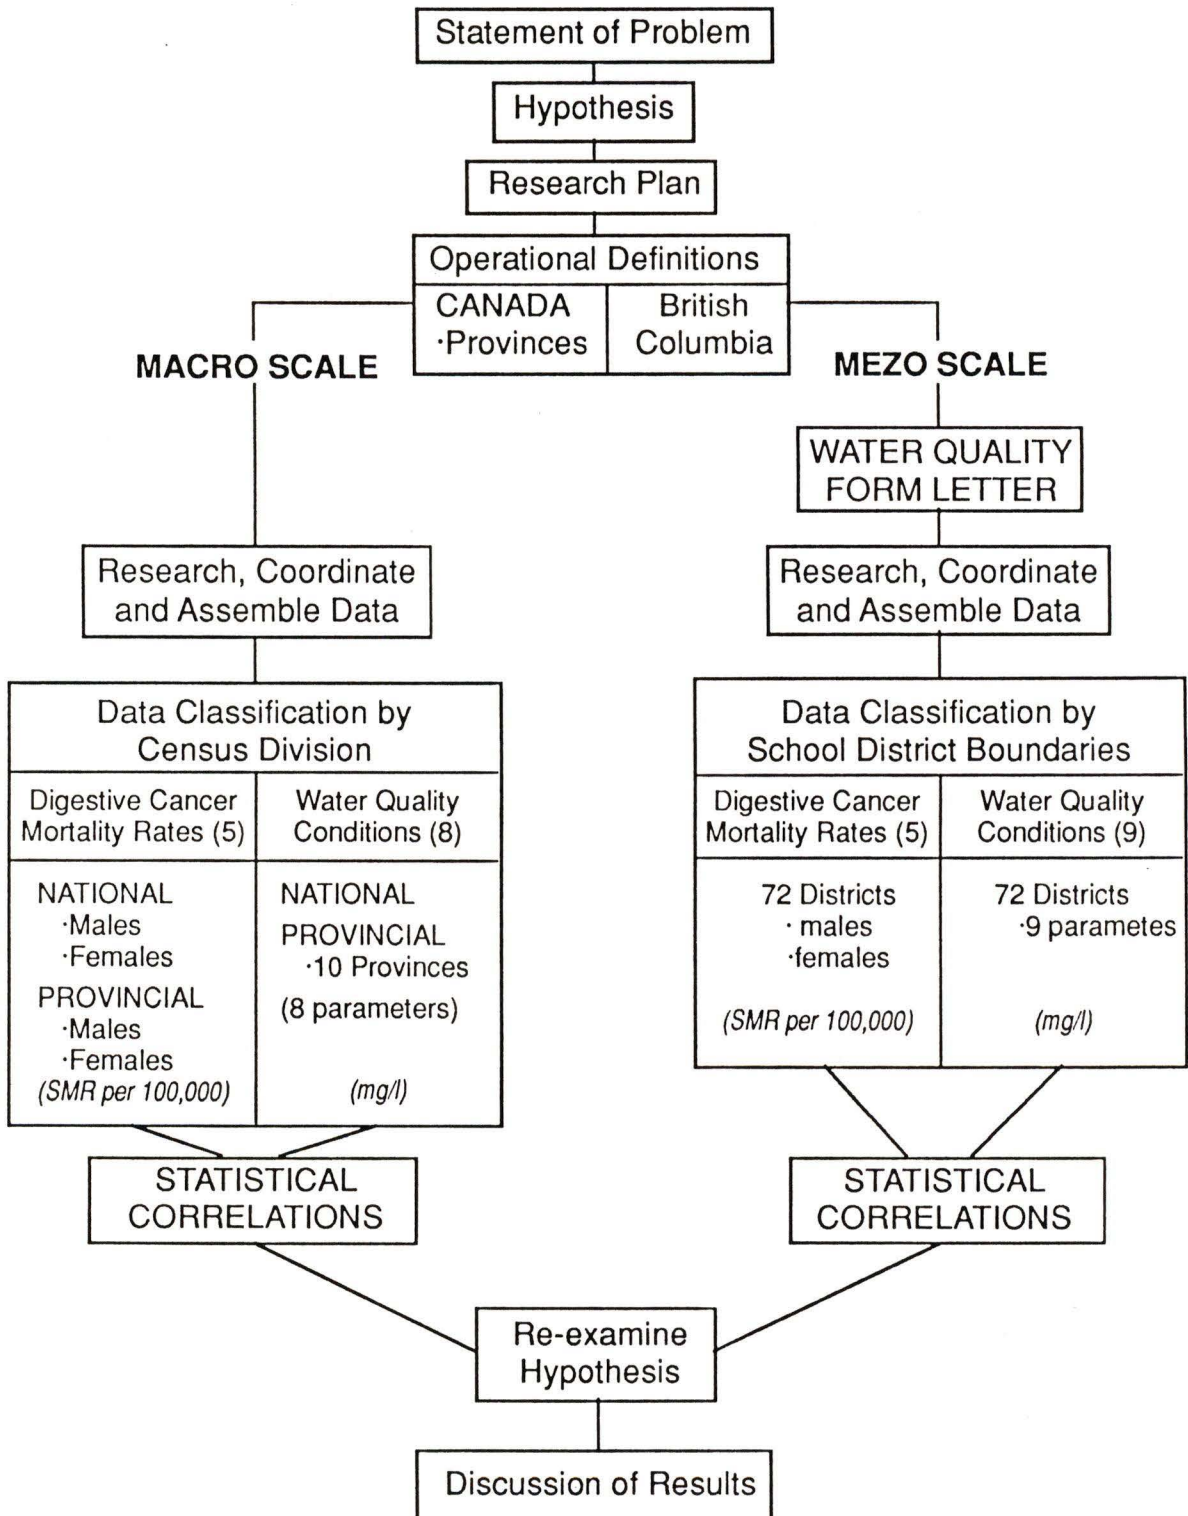 Statement of Problem
Hypothesis
Research Plan
Operational Definitions
CANADA
·Provinces
British
Columbia
MACRO SCALE
MEZO SCALE
WATER QUALITY
FORM LETTER
Research, Coordinate
and Assemble Data
Research, Coordinate
and Assemble Data
Data Classification by
Census Division
Digestive Cancer
Mortality Rates (5)
Water Quality
Conditions (8)
NATIONAL
·Males
·Females
PROVINCIAL
·Males
·Females
(SMR per 100,000)
NATIONAL
PROVINCIAL
·10 Provinces
(8 parameters)
(mg/l)
Data Classification by
School District Boundaries
Digestive Cancer
Mortality Rates (5)
Water Quality
Conditions (9)
72 Districts
· males
·females
(SMR per 100,000)
72 Districts
·9 parametes
(mg/l)
STATISTICAL
CORRELATIONS
STATISTICAL
CORRELATIONS
Re-examine
Hypothesis
Discussion of Results